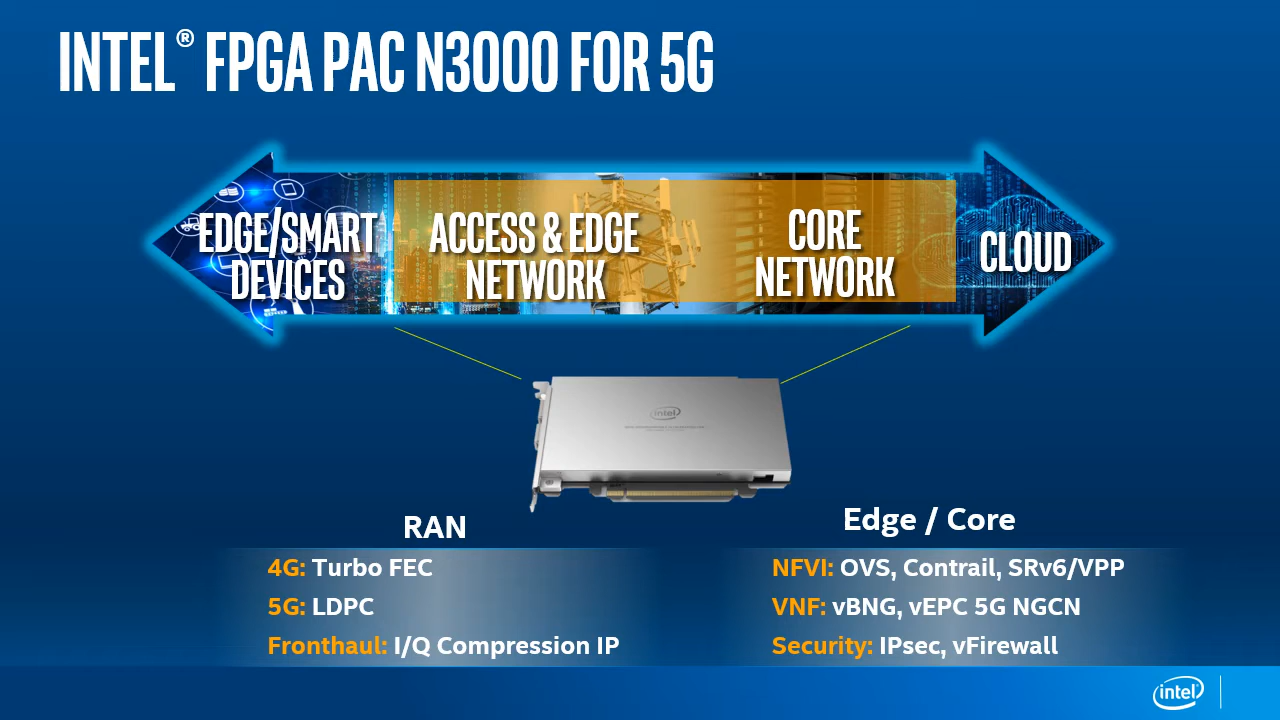 INTEL® FPGA PAC N3000 FOR 5G
EDGE/SMART
DEVICES
ACCESS & EDGE
NETWORK
CORE
NETWORK
CLOUD
intel
RAN
4G: Turbo FEC
5G: LDPC
Fronthaul: I/Q Compression IP
Edge / Core
NFVI: OVS, Contrail, SRv6/VPP
VNF: vBNG, vEPC 5G NGCN
Security: IPsec, vFirewall
intel